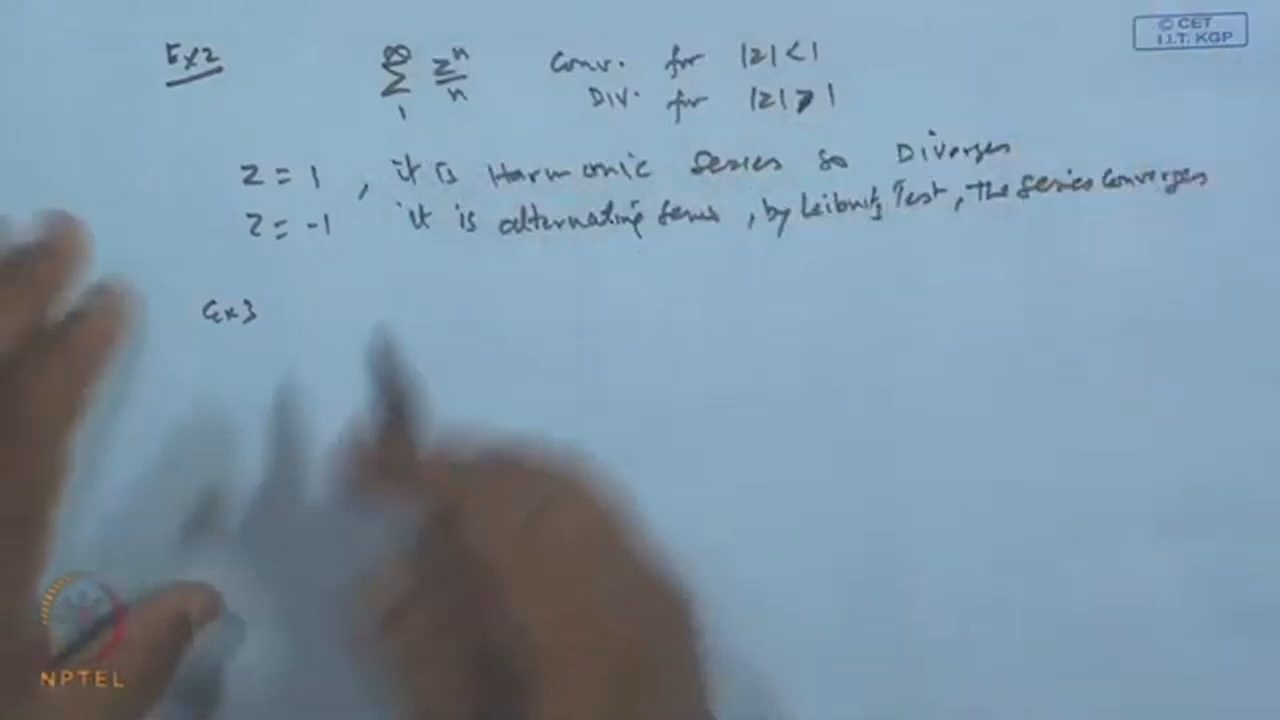 © CET
I.I.T. KGP
Ex2 ∞ Σ 1 zⁿ/n Conv. for |z| < 1
Div. for |z| > 1
z = 1 , it is Harmonic Series so Diverges
z = -1 it is alternating series , by Leibnitz Test , The series Converges
Ex3
NPTEL